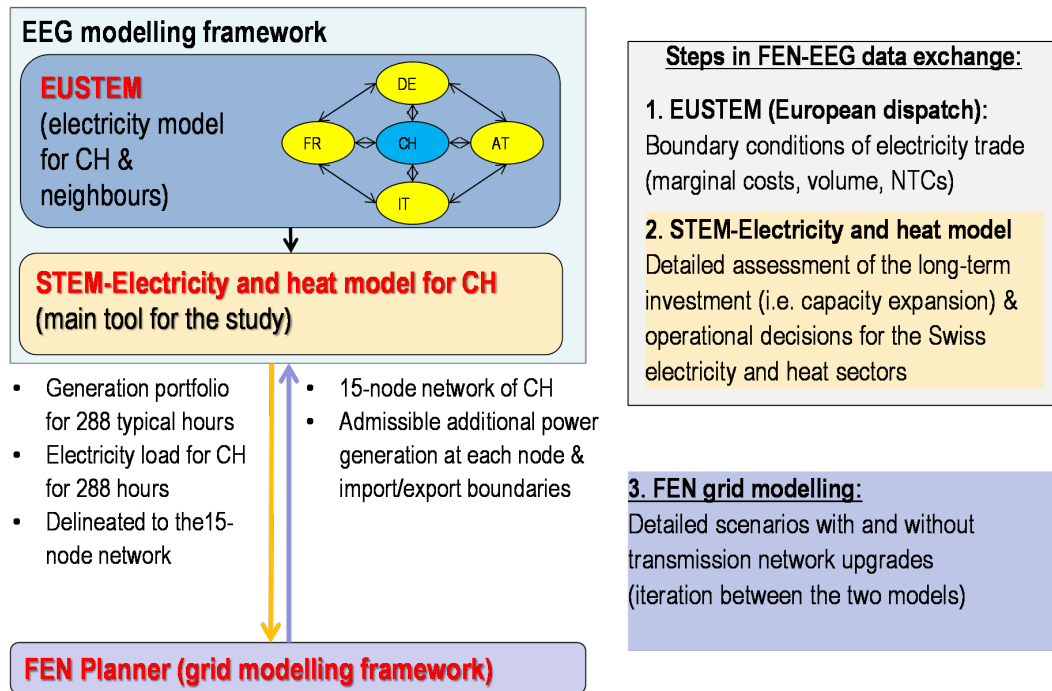 EEG modelling framework
EUSTEM
(electricity model
for CH &
neighbours)
DE
FR
CH
AT
IT
STEM-Electricity and heat model for CH
(main tool for the study)
• Generation portfolio
for 288 typical hours
• Electricity load for CH
for 288 hours
• Delineated to the15-
node network
• 15-node network of CH
• Admissible additional power
generation at each node &
import/export boundaries
FEN Planner (grid modelling framework)
Steps in FEN-EEG data exchange:
1. EUSTEM (European dispatch):
Boundary conditions of electricity trade
(marginal costs, volume, NTCs)
2. STEM-Electricity and heat model
Detailed assessment of the long-term
investment (i.e. capacity expansion) &
operational decisions for the Swiss
electricity and heat sectors
3. FEN grid modelling:
Detailed scenarios with and without
transmission network upgrades
(iteration between the two models)